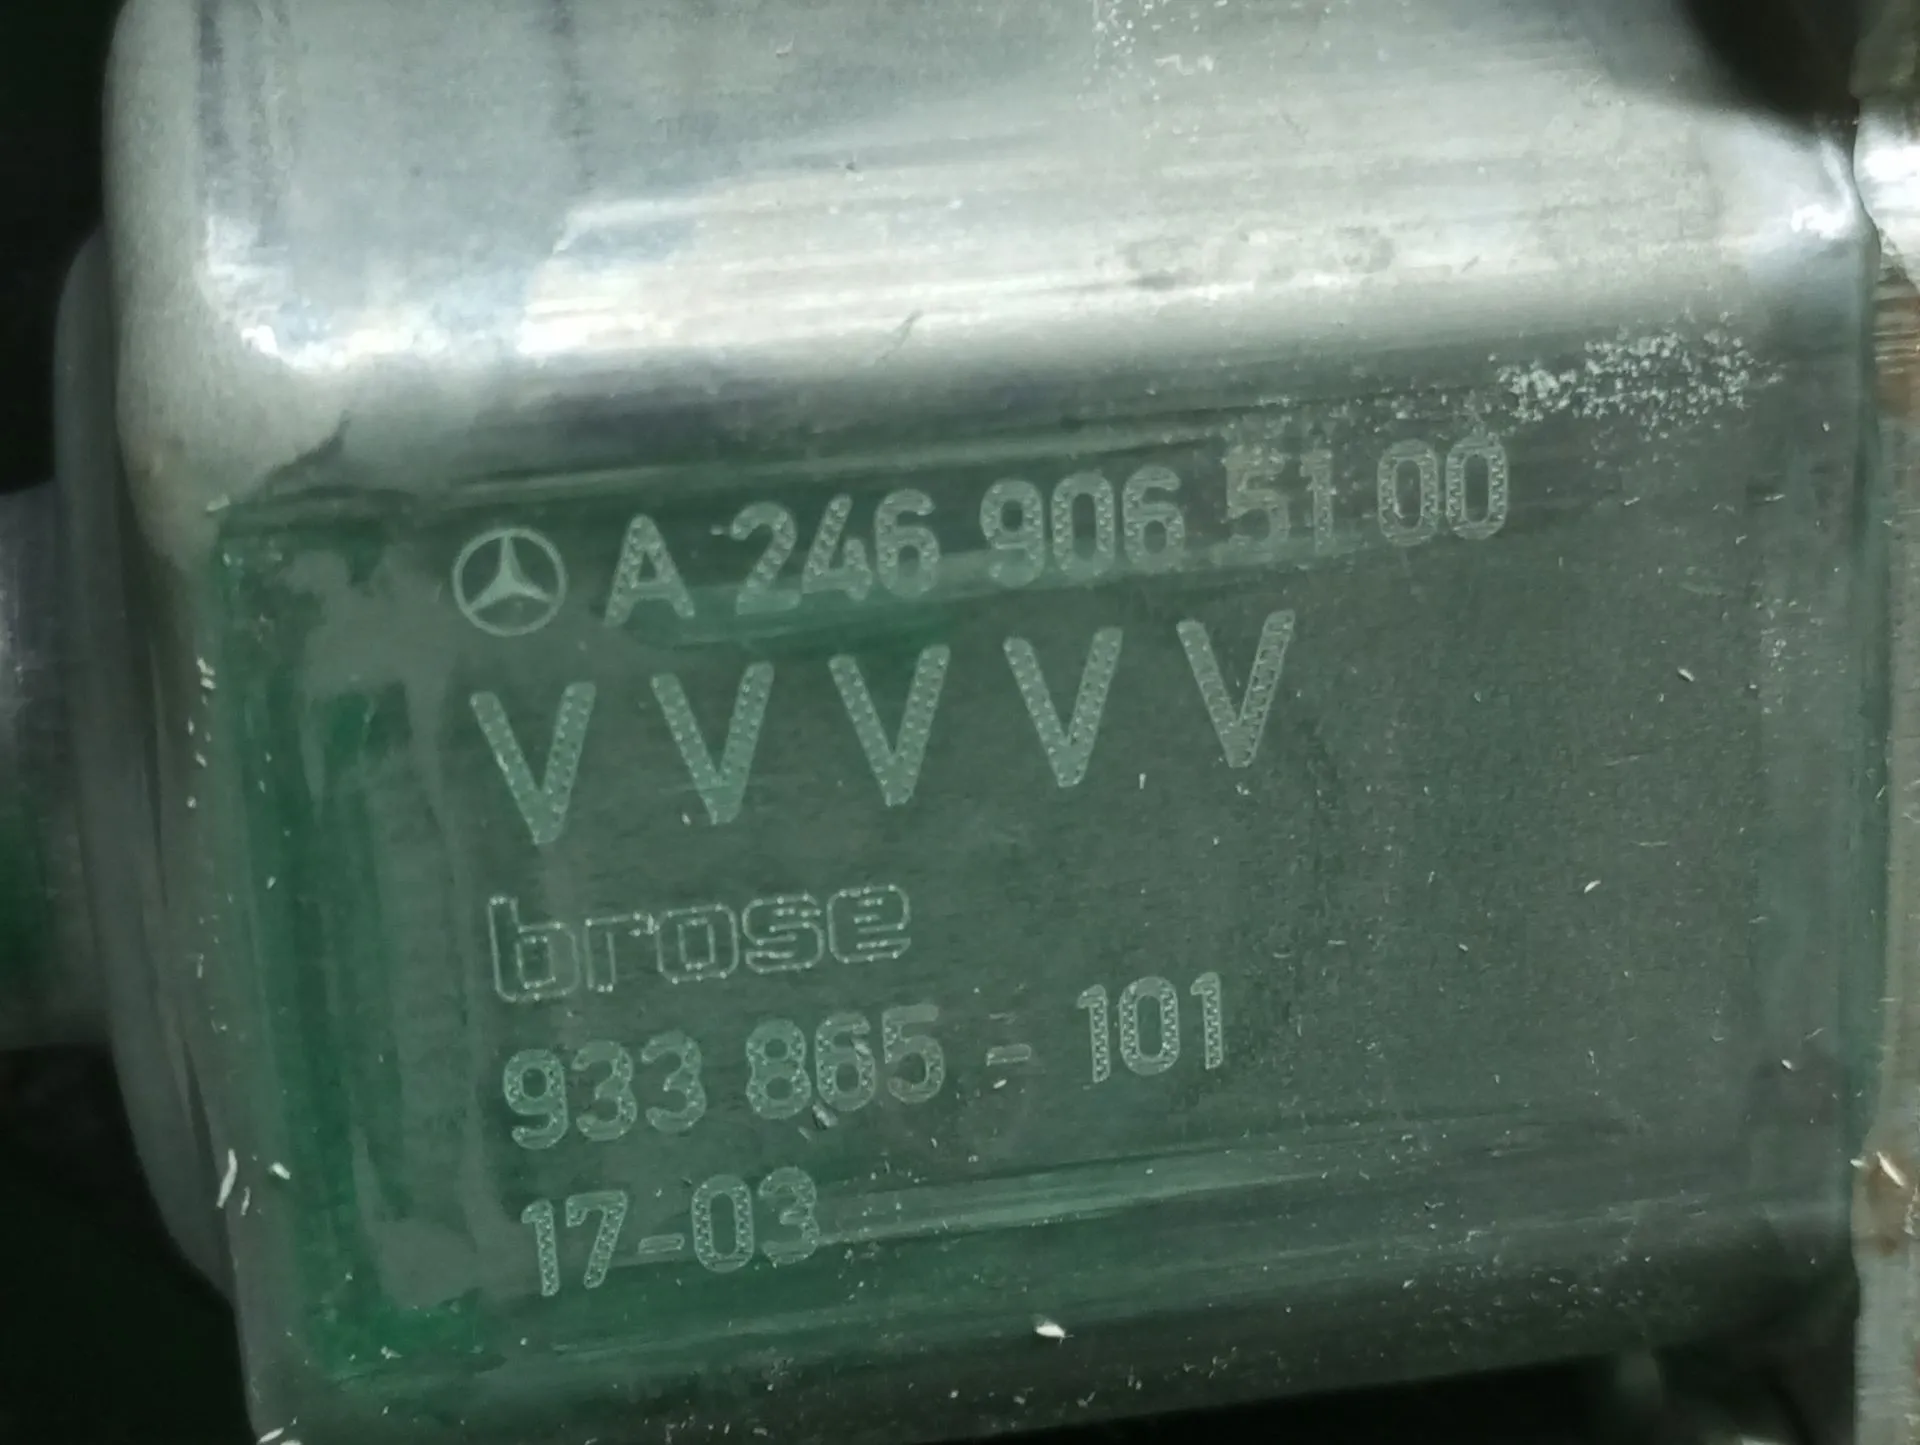 A 246 906 51 00
V V V V V
brose
933 865 - 101
17-03